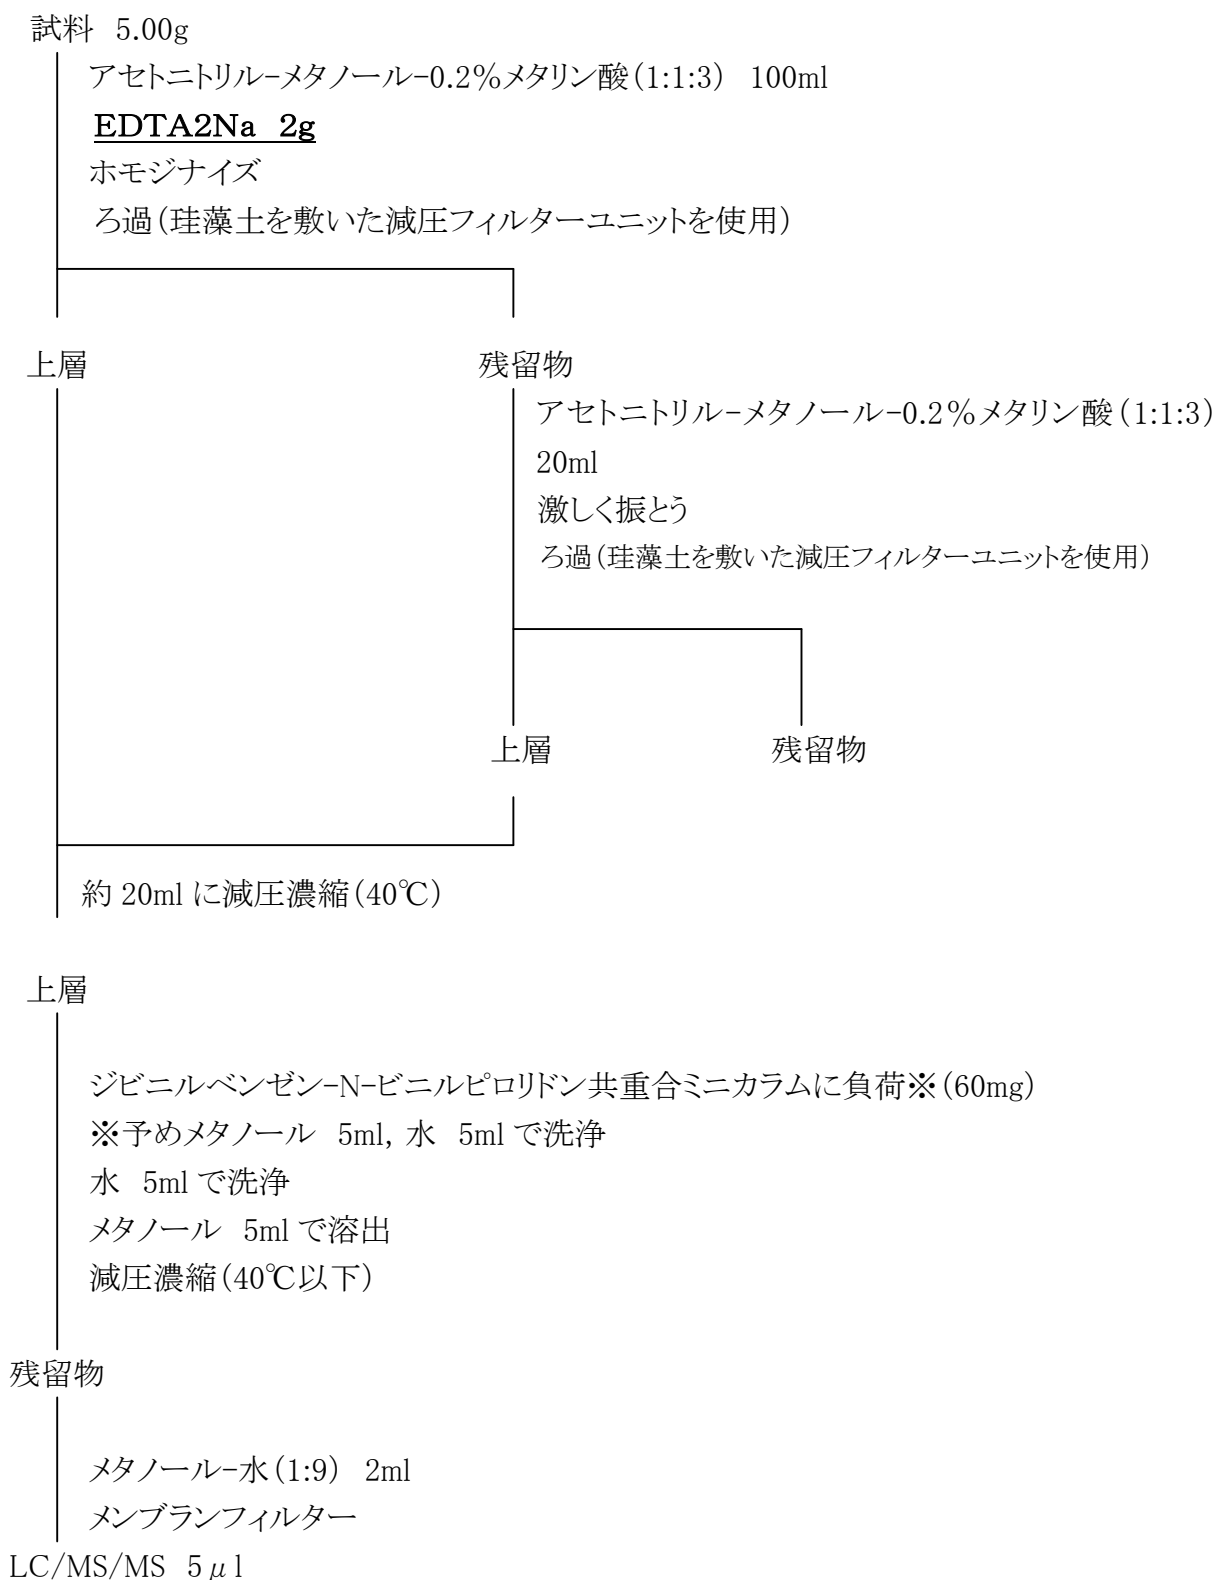 試料 5.00g
アセトニトリル-メタノール-0.2%メタリン酸(1:1:3) 100ml
EDTA2Na 2g
ホモジナイズ
ろ過(珪藻土を敷いた減圧フィルターユニットを使用)
上層
残留物
アセトニトリル-メタノール-0.2%メタリン酸(1:1:3)
20ml
激しく振とう
ろ過(珪藻土を敷いた減圧フィルターユニットを使用)
上層
残留物
約 20ml に減圧濃縮(40℃)
上層
ジビニルベンゼン-N-ビニルピロリドン共重合ミニカラムに負荷※(60mg)
※予めメタノール 5ml, 水 5ml で洗浄
水 5ml で洗浄
メタノール 5ml で溶出
減圧濃縮(40℃以下)
残留物
メタノール-水(1:9) 2ml
メンブランフィルター
LC/MS/MS 5μl